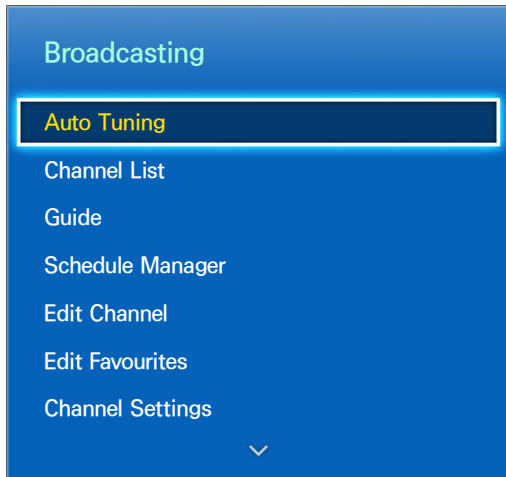 Broadcasting
Auto Tuning
Channel List
Guide
Schedule Manager
Edit Channel
Edit Favourites
Channel Settings